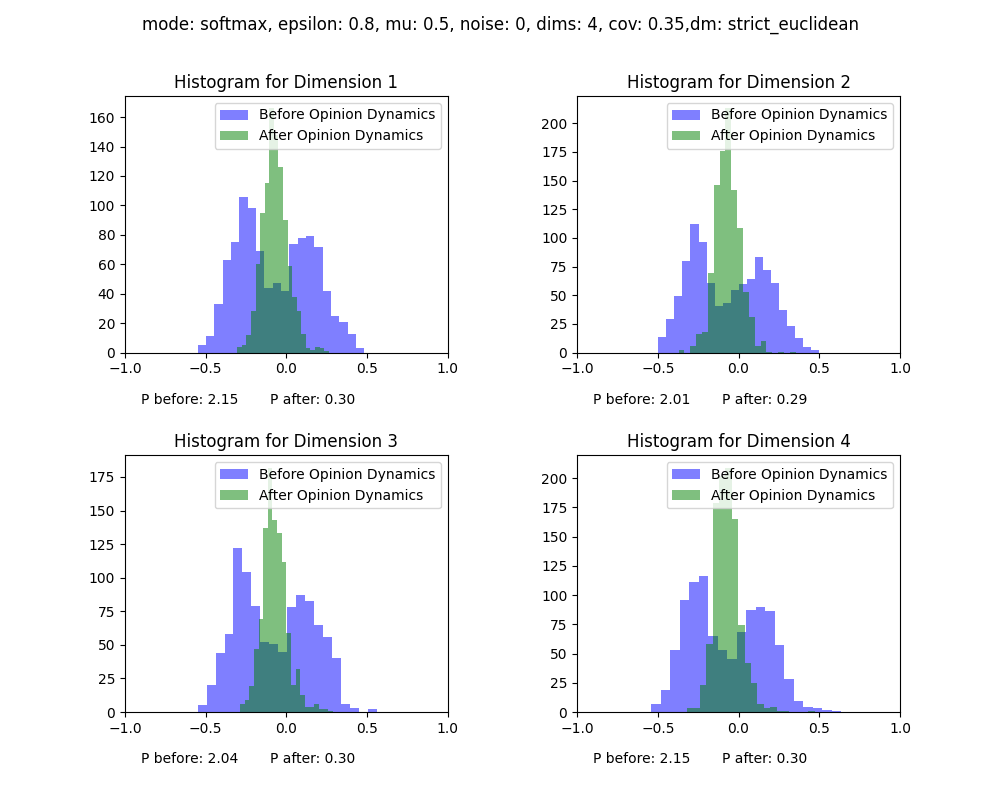 mode: softmax, epsilon: 0.8, mu: 0.5, noise: 0, dims: 4, cov: 0.35,dm: strict_euclidean
Histogram for Dimension 1
Before Opinion Dynamics
After Opinion Dynamics
160
140
120
100
80
60
40
20
0
−1.0 −0.5 0.0 0.5 1.0
P before: 2.15 P after: 0.30
Histogram for Dimension 2
Before Opinion Dynamics
After Opinion Dynamics
200
175
150
125
100
75
50
25
0
−1.0 −0.5 0.0 0.5 1.0
P before: 2.01 P after: 0.29
Histogram for Dimension 3
Before Opinion Dynamics
After Opinion Dynamics
175
150
125
100
75
50
25
0
−1.0 −0.5 0.0 0.5 1.0
P before: 2.04 P after: 0.30
Histogram for Dimension 4
Before Opinion Dynamics
After Opinion Dynamics
200
175
150
125
100
75
50
25
0
−1.0 −0.5 0.0 0.5 1.0
P before: 2.15 P after: 0.30